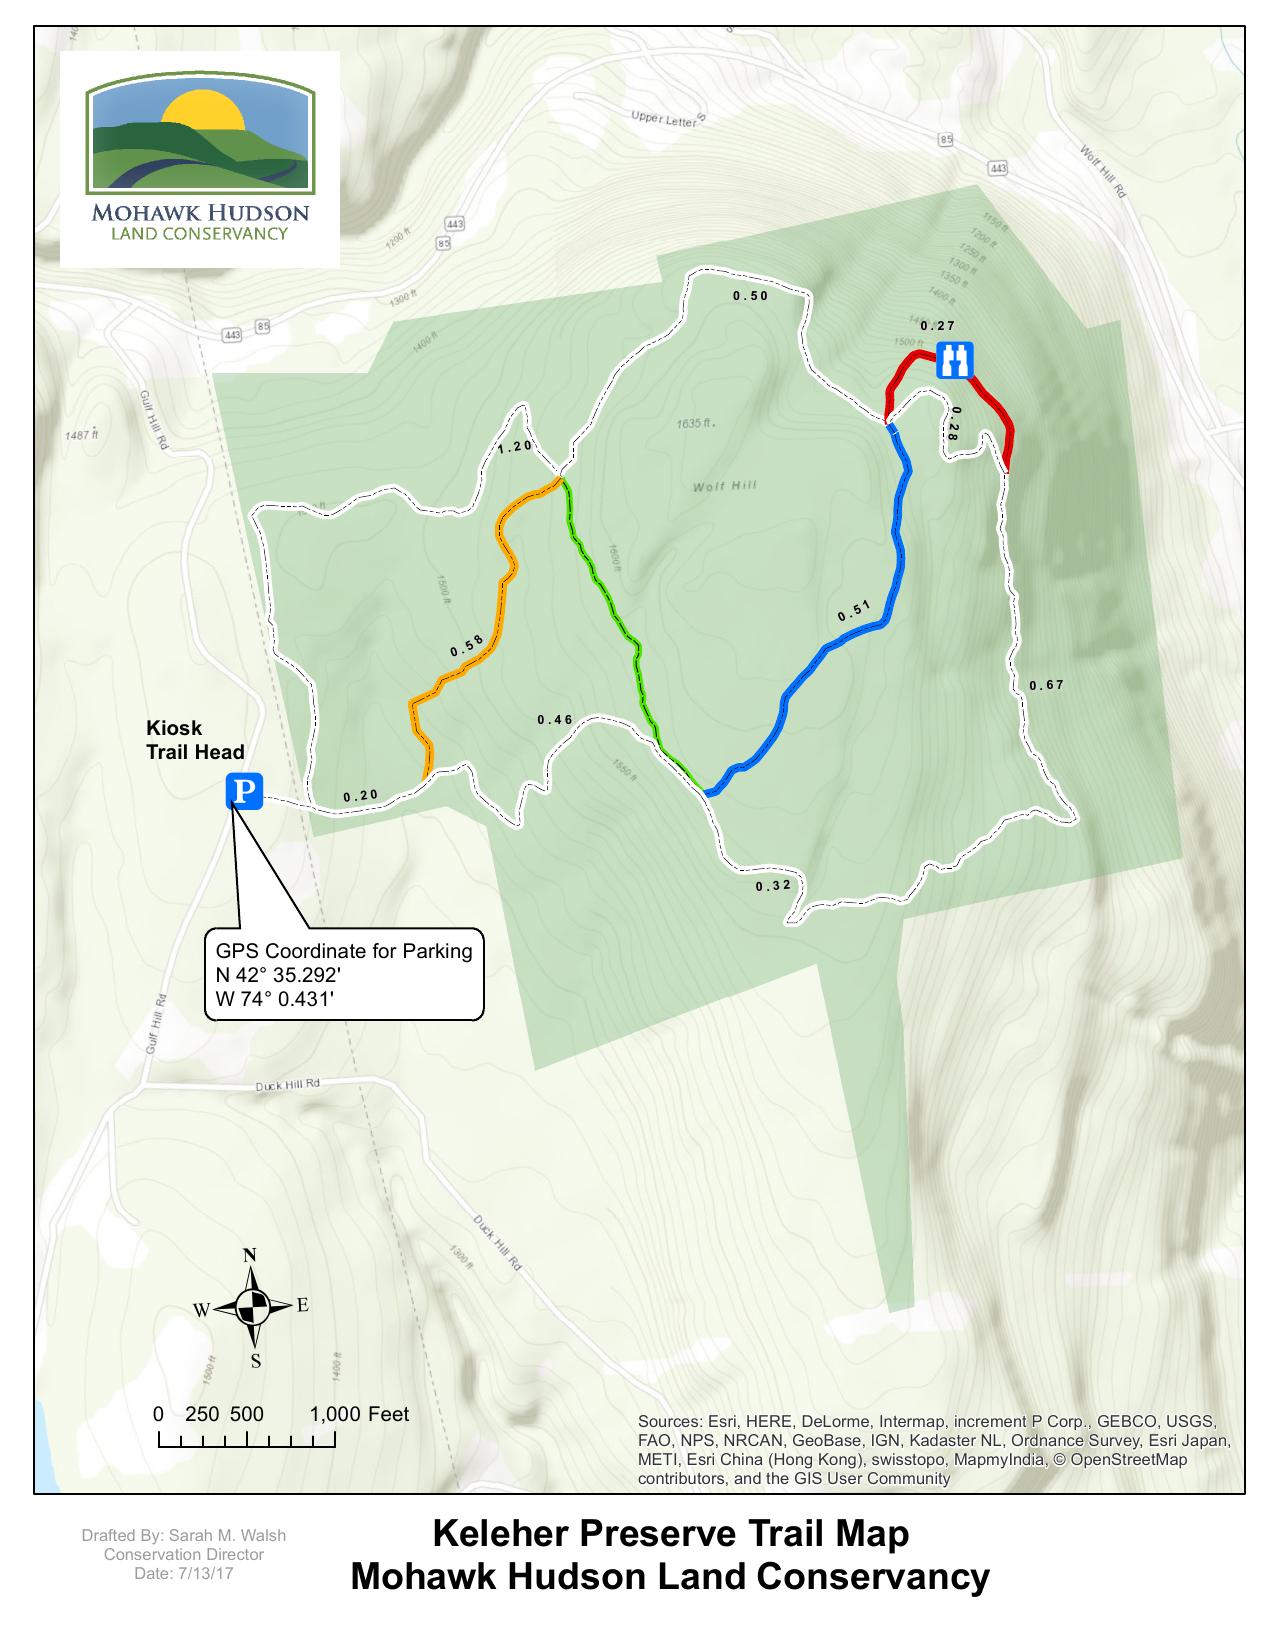 MOHAWK HUDSON
LAND CONSERVANCY
Upper Letter S
85
443
Wolf Hill Rd
443
85
1200 ft
1150 ft
1200 ft
1250 ft
1300 ft
1350 ft
1400 ft
1300 ft
443
85
1400 ft
0.50
0.27
1500 ft
Gulf Hill Rd
1487 ft
1635 ft
0.28
1.20
Wolf Hill
1600 ft
1500 ft
0.51
0.58
0.67
0.46
Kiosk
Trail Head
1550 ft
P
0.20
0.32
GPS Coordinate for Parking
N 42° 35.292'
W 74° 0.431'
Gulf Hill Rd
Duck Hill Rd
Duck Hill Rd
1300 ft
N
W E
S
1500 ft
1400 ft
0 250 500 1,000 Feet
Sources: Esri, HERE, DeLorme, Intermap, increment P Corp., GEBCO, USGS,
FAO, NPS, NRCAN, GeoBase, IGN, Kadaster NL, Ordnance Survey, Esri Japan,
METI, Esri China (Hong Kong), swisstopo, MapmyIndia, © OpenStreetMap
contributors, and the GIS User Community
Drafted By: Sarah M. Walsh
Conservation Director
Date: 7/13/17
Keleher Preserve Trail Map
Mohawk Hudson Land Conservancy